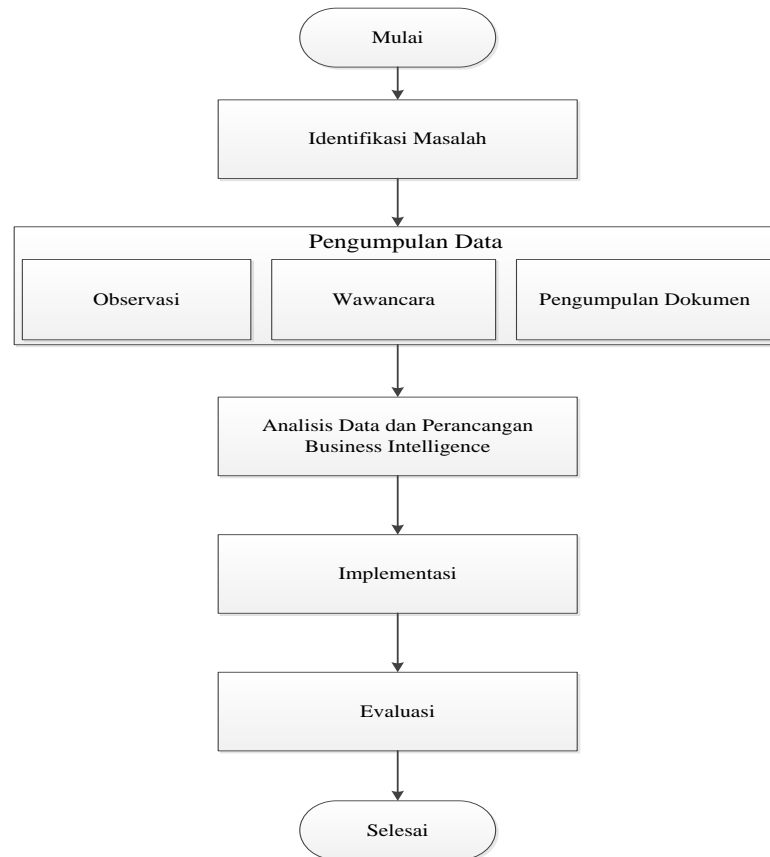 Mulai
Identifikasi Masalah
Pengumpulan Data
Observasi
Wawancara
Pengumpulan Dokumen
Analisis Data dan Perancangan
Business Intelligence
Implementasi
Evaluasi
Selesai